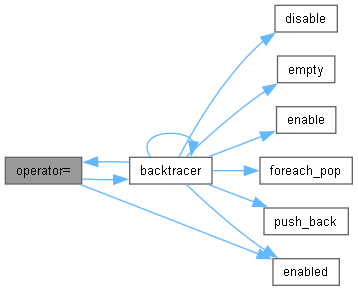 disable
empty
enable
operator=
backtracer
foreach_pop
push_back
enabled